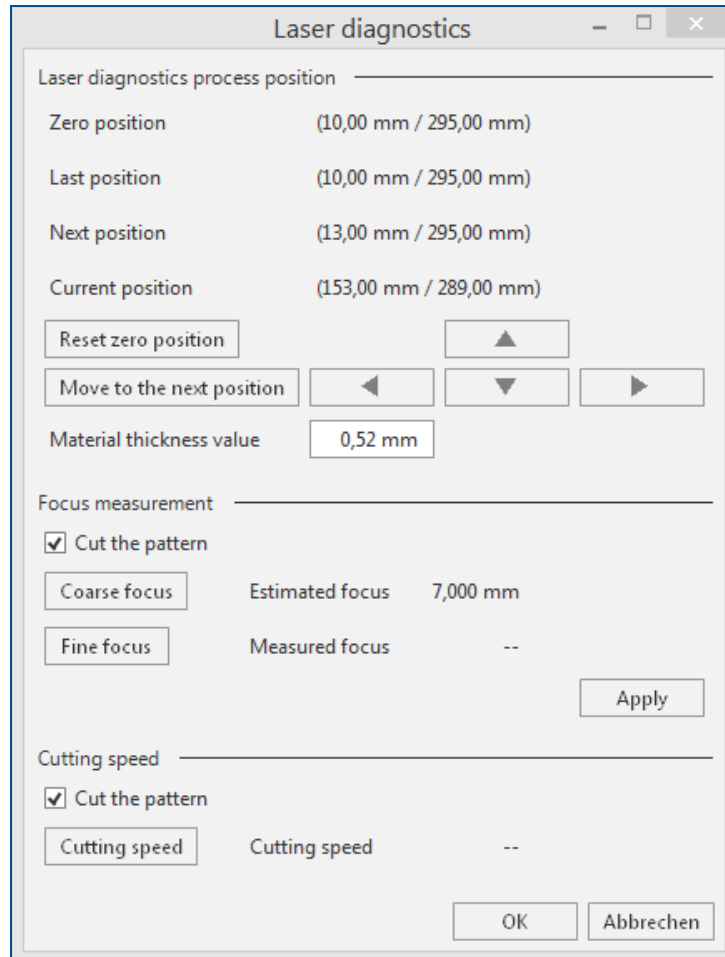 Laser diagnostics
Laser diagnostics process position
Zero position (10,00 mm / 295,00 mm)
Last position (10,00 mm / 295,00 mm)
Next position (13,00 mm / 295,00 mm)
Current position (153,00 mm / 289,00 mm)
Reset zero position
Move to the next position
Material thickness value 0,52 mm
Focus measurement
Cut the pattern
Coarse focus Estimated focus 7,000 mm
Fine focus Measured focus --
Apply
Cutting speed
Cut the pattern
Cutting speed Cutting speed --
OK Abbrechen